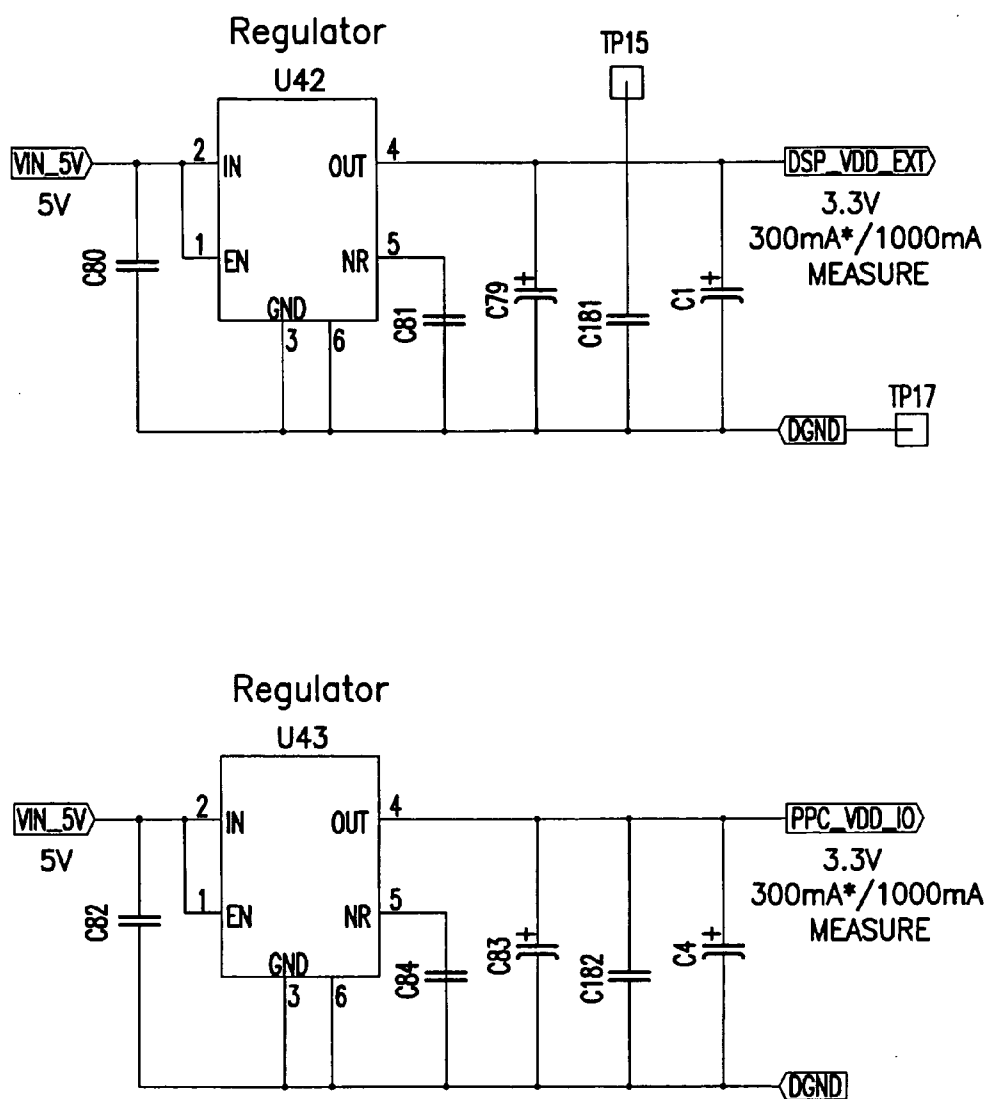 Regulator
U42
TP15
VIN_5V
5V
2
IN
OUT
4
1
EN
NR
5
GND
3
6
C80
C81
C79
C181
C1
DSP_VDD_EXT
3.3V
300mA*/1000mA
MEASURE
DGND
TP17
Regulator
U43
VIN_5V
5V
2
IN
OUT
4
1
EN
NR
5
GND
3
6
C82
C84
C83
C182
C4
PPC_VDD_IO
3.3V
300mA*/1000mA
MEASURE
DGND